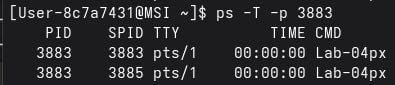 [User-8c7a7431@MSI ~]$ ps -T -p 3883
    PID    SPID TTY          TIME CMD
   3883    3883 pts/1    00:00:00 Lab-04px
   3883    3885 pts/1    00:00:00 Lab-04px